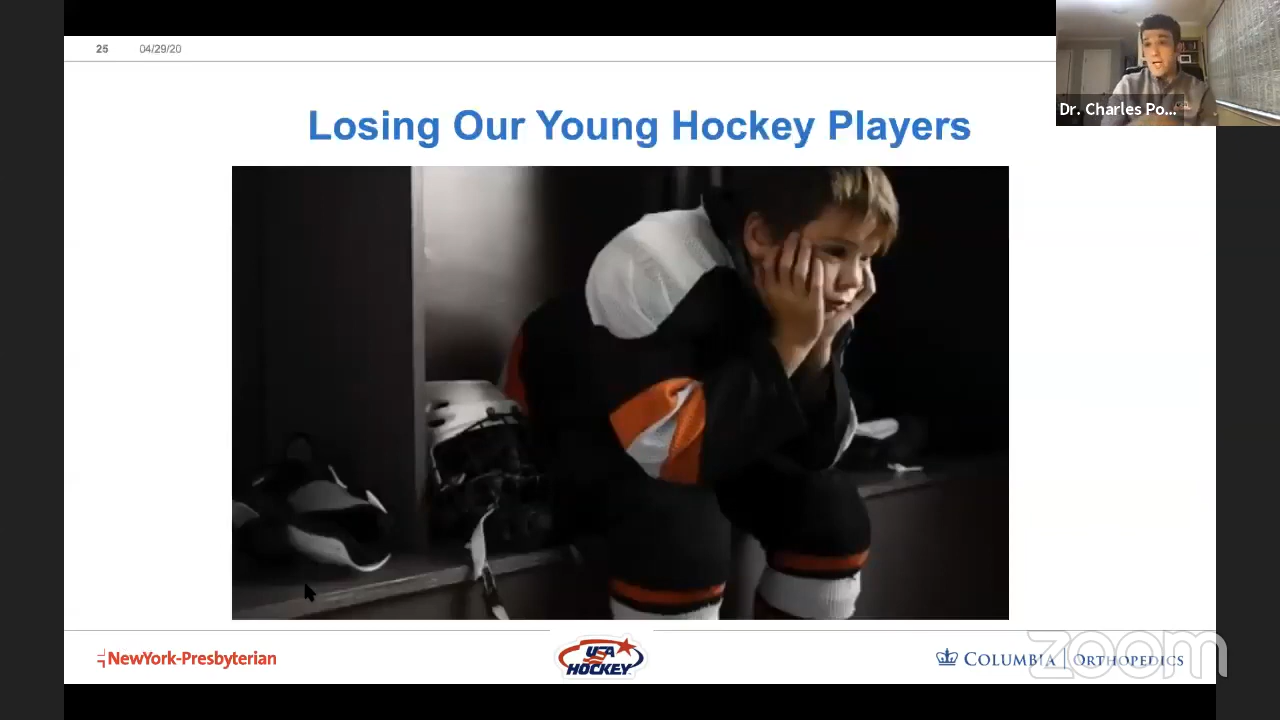 25 04/29/20
Dr. Charles Po...
Losing Our Young Hockey Players
NewYork-Presbyterian
USA
HOCKEY
COLUMBIA | ORTHOPEDICS
zoom